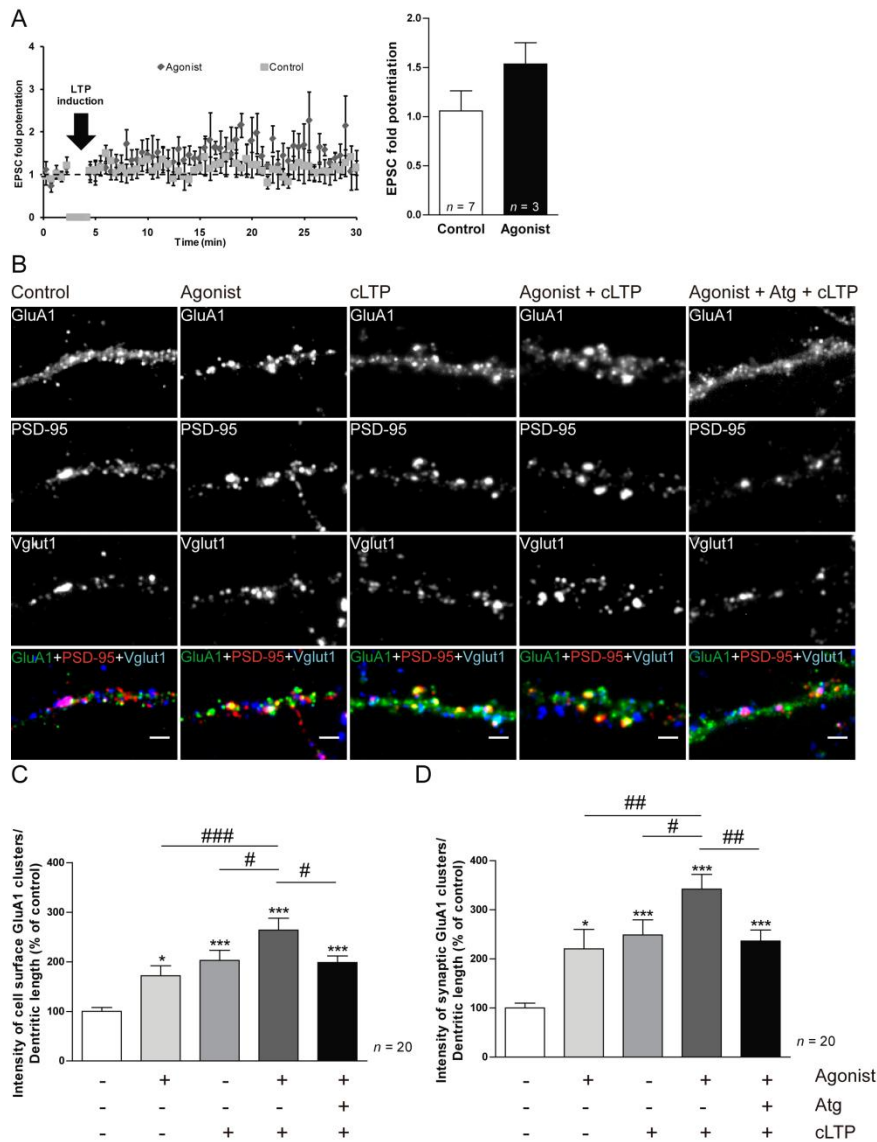 A
EPSC fold potentation
4
3
2
1
0
LTP
induction
Agonist
Control
0
5
10
15
20
25
30
Time (min)
EPSC fold potentiation
2.0
1.5
1.0
0.5
0.0
n = 7
n = 3
Control
Agonist
B
Control Agonist cLTP Agonist + cLTP Agonist + Atg + cLTP
GluA1 GluA1 GluA1 GluA1 GluA1
PSD-95 PSD-95 PSD-95 PSD-95 PSD-95
Vglut1 Vglut1 Vglut1 Vglut1 Vglut1
GluA1+PSD-95+Vglut1 GluA1+PSD-95+Vglut1 GluA1+PSD-95+Vglut1 GluA1+PSD-95+Vglut1 GluA1+PSD-95+Vglut1
C
Intensity of cell surface GluA1 clusters/
Dentritic length (% of control)
400
300
200
100
0
###
#
#
*
***
***
***
n = 20
- + - + +
- - - - +
- - + + +
D
Intensity of synaptic GluA1 clusters/
Dentritic length (% of control)
400
300
200
100
0
##
#
##
*
***
***
***
n = 20
- + - + + Agonist
- - - - + Atg
- - + + + cLTP